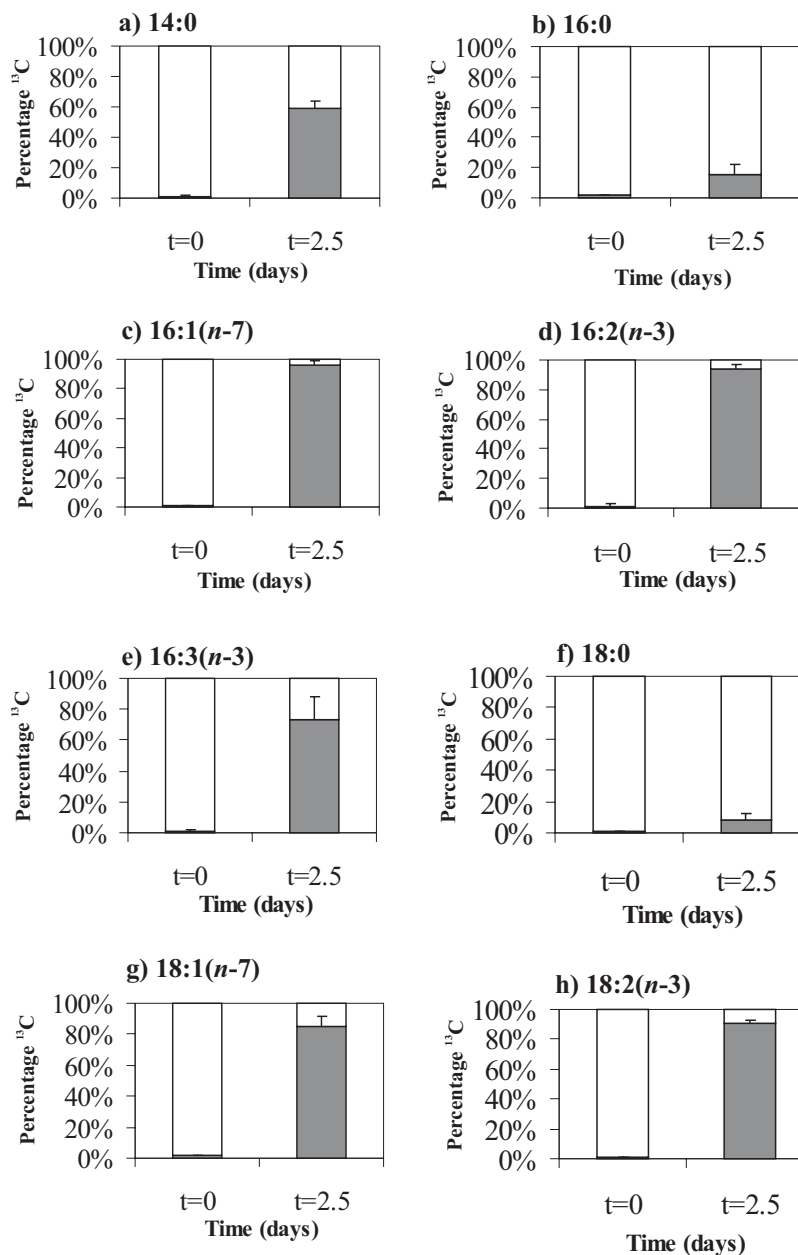 a) 14:0
100%
80%
60%
40%
20%
0%
Percentage ¹³C
t=0 t=2.5
Time (days)
b) 16:0
100%
80%
60%
40%
20%
0%
Percentage ¹³C
t=0 t=2.5
Time (days)
c) 16:1(n-7)
100%
80%
60%
40%
20%
0%
Percentage ¹³C
t=0 t=2.5
Time (days)
d) 16:2(n-3)
100%
80%
60%
40%
20%
0%
Percentage ¹³C
t=0 t=2.5
Time (days)
e) 16:3(n-3)
100%
80%
60%
40%
20%
0%
Percentage ¹³C
t=0 t=2.5
Time (days)
f) 18:0
100%
80%
60%
40%
20%
0%
Percentage ¹³C
t=0 t=2.5
Time (days)
g) 18:1(n-7)
100%
80%
60%
40%
20%
0%
Percentage ¹³C
t=0 t=2.5
Time (days)
h) 18:2(n-3)
100%
80%
60%
40%
20%
0%
Percentage ¹³C
t=0 t=2.5
Time (days)